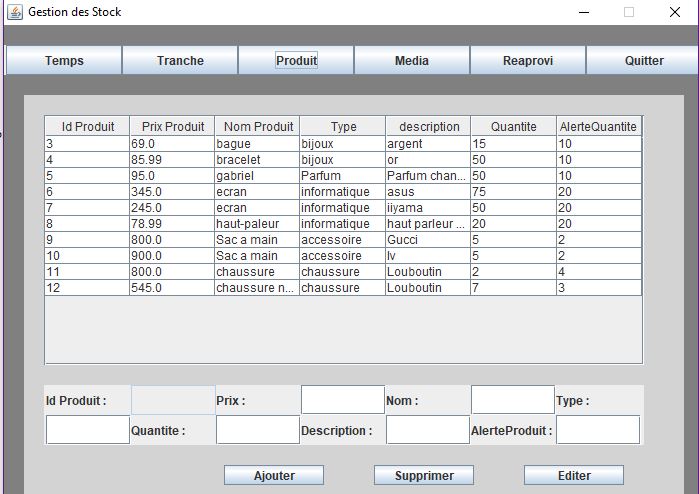 Gestion des Stock
Temps Tranche Produit Media Reaprovi Quitter
Id Produit Prix Produit Nom Produit Type description Quantite AlerteQuantite
3 69.0 bague bijoux argent 15 10
4 85.99 bracelet bijoux or 50 10
5 95.0 gabriel Parfum Parfum chan... 50 10
6 345.0 ecran informatique asus 75 20
7 245.0 ecran informatique iiyama 50 20
8 78.99 haut-paleur informatique haut parleur ... 20 20
9 800.0 Sac a main accessoire Gucci 5 2
10 900.0 Sac a main accessoire lv 5 2
11 800.0 chaussure chaussure Louboutin 2 4
12 545.0 chaussure n... chaussure Louboutin 7 3
Id Produit : Prix : Nom : Type :
Quantite : Description : AlerteProduit :
Ajouter Supprimer Editer